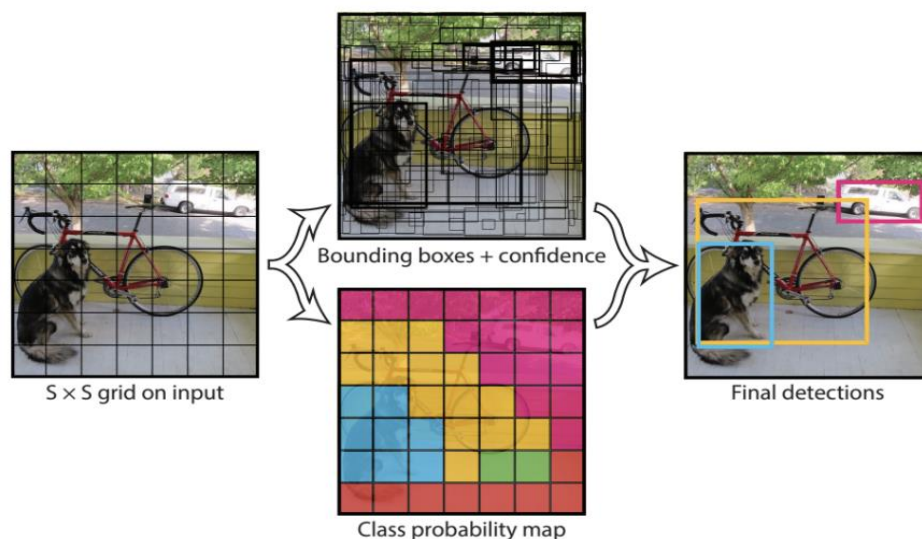 Bounding boxes + confidence
S × S grid on input
Final detections
Class probability map